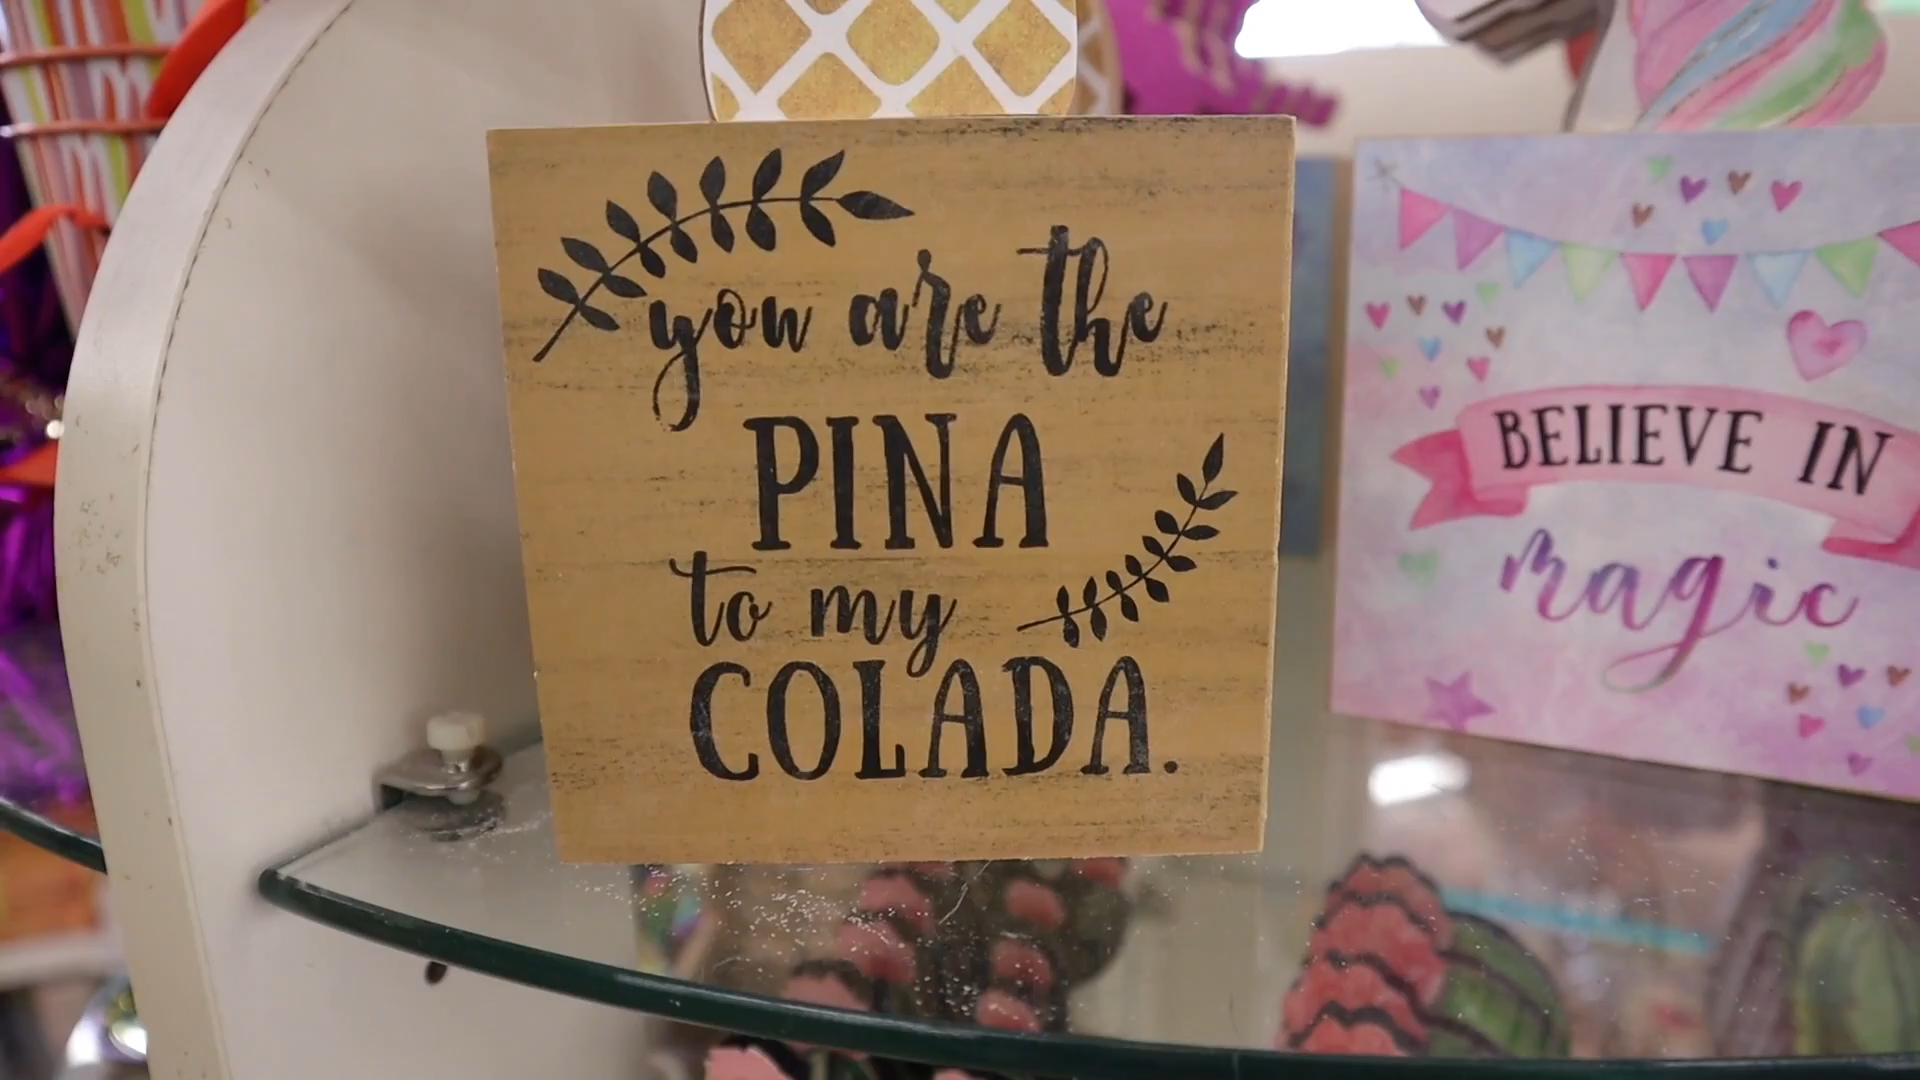 you are the
PINA
to my
COLADA.
BELIEVE IN
magic